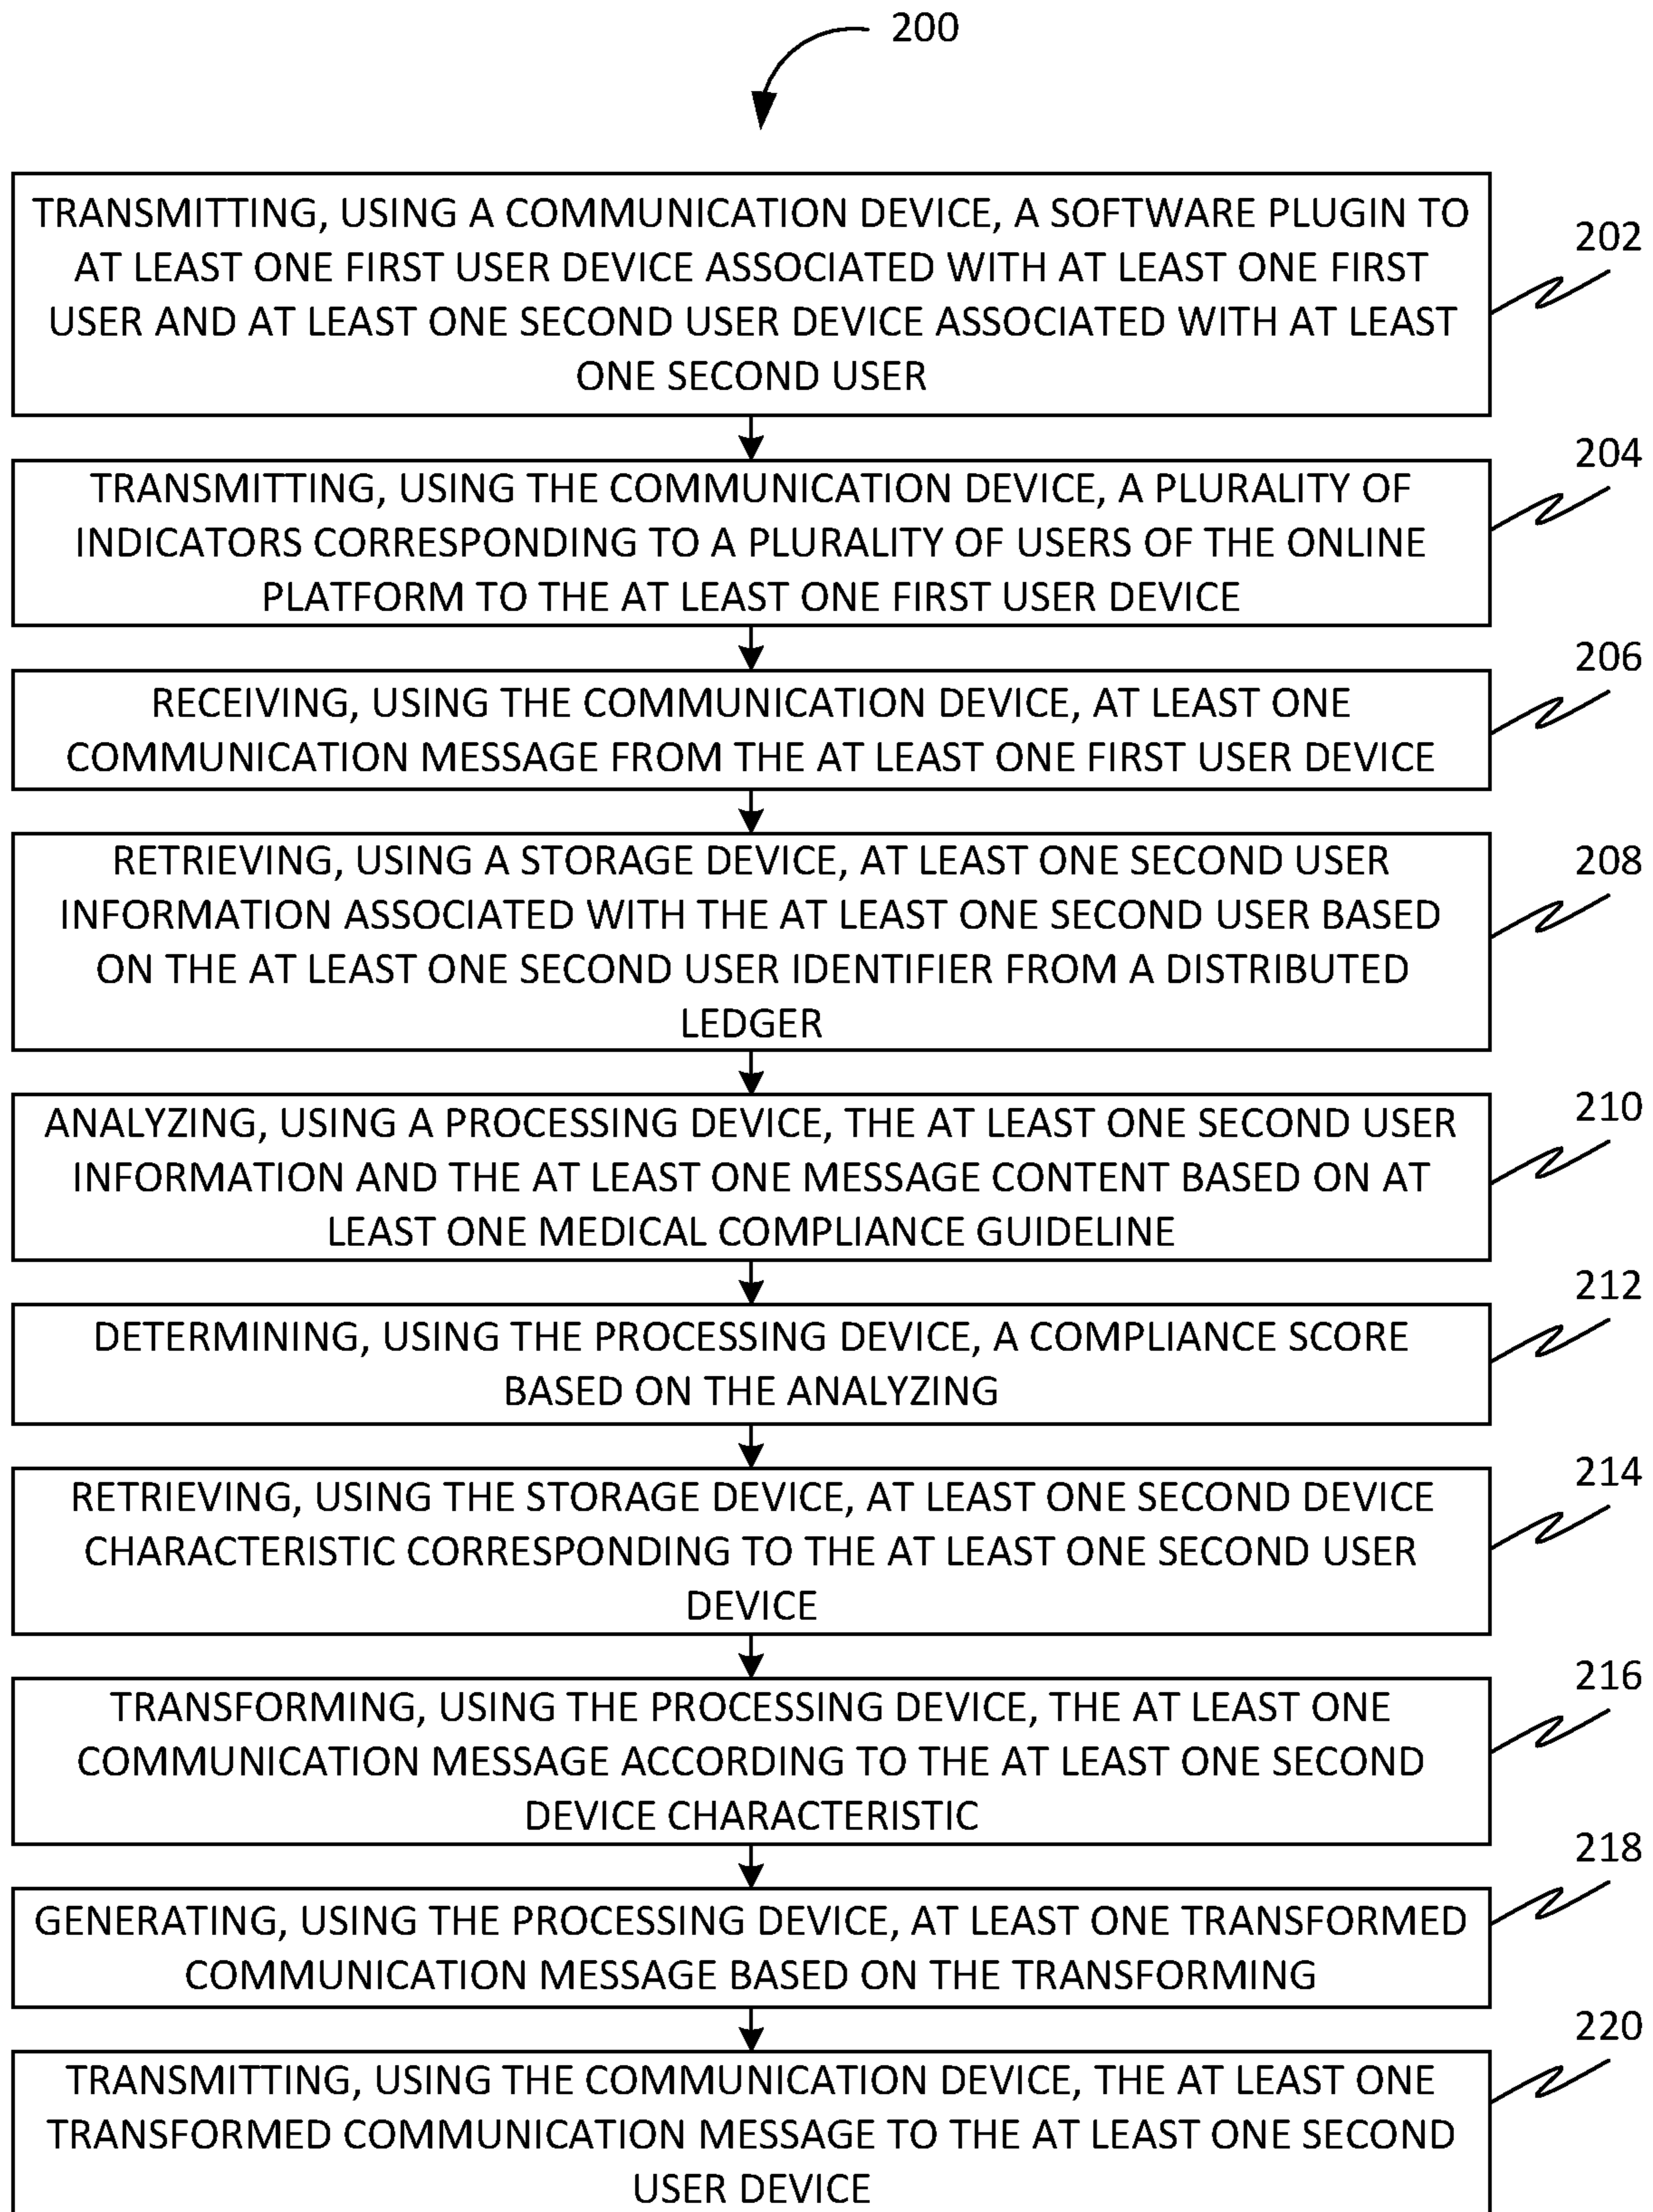 200
TRANSMITTING, USING A COMMUNICATION DEVICE, A SOFTWARE PLUGIN TO
AT LEAST ONE FIRST USER DEVICE ASSOCIATED WITH AT LEAST ONE FIRST
USER AND AT LEAST ONE SECOND USER DEVICE ASSOCIATED WITH AT LEAST
ONE SECOND USER
202
TRANSMITTING, USING THE COMMUNICATION DEVICE, A PLURALITY OF
INDICATORS CORRESPONDING TO A PLURALITY OF USERS OF THE ONLINE
PLATFORM TO THE AT LEAST ONE FIRST USER DEVICE
204
RECEIVING, USING THE COMMUNICATION DEVICE, AT LEAST ONE
COMMUNICATION MESSAGE FROM THE AT LEAST ONE FIRST USER DEVICE
206
RETRIEVING, USING A STORAGE DEVICE, AT LEAST ONE SECOND USER
INFORMATION ASSOCIATED WITH THE AT LEAST ONE SECOND USER BASED
ON THE AT LEAST ONE SECOND USER IDENTIFIER FROM A DISTRIBUTED
LEDGER
208
ANALYZING, USING A PROCESSING DEVICE, THE AT LEAST ONE SECOND USER
INFORMATION AND THE AT LEAST ONE MESSAGE CONTENT BASED ON AT
LEAST ONE MEDICAL COMPLIANCE GUIDELINE
210
DETERMINING, USING THE PROCESSING DEVICE, A COMPLIANCE SCORE
BASED ON THE ANALYZING
212
RETRIEVING, USING THE STORAGE DEVICE, AT LEAST ONE SECOND DEVICE
CHARACTERISTIC CORRESPONDING TO THE AT LEAST ONE SECOND USER
DEVICE
214
TRANSFORMING, USING THE PROCESSING DEVICE, THE AT LEAST ONE
COMMUNICATION MESSAGE ACCORDING TO THE AT LEAST ONE SECOND
DEVICE CHARACTERISTIC
216
GENERATING, USING THE PROCESSING DEVICE, AT LEAST ONE TRANSFORMED
COMMUNICATION MESSAGE BASED ON THE TRANSFORMING
218
TRANSMITTING, USING THE COMMUNICATION DEVICE, THE AT LEAST ONE
TRANSFORMED COMMUNICATION MESSAGE TO THE AT LEAST ONE SECOND
USER DEVICE
220